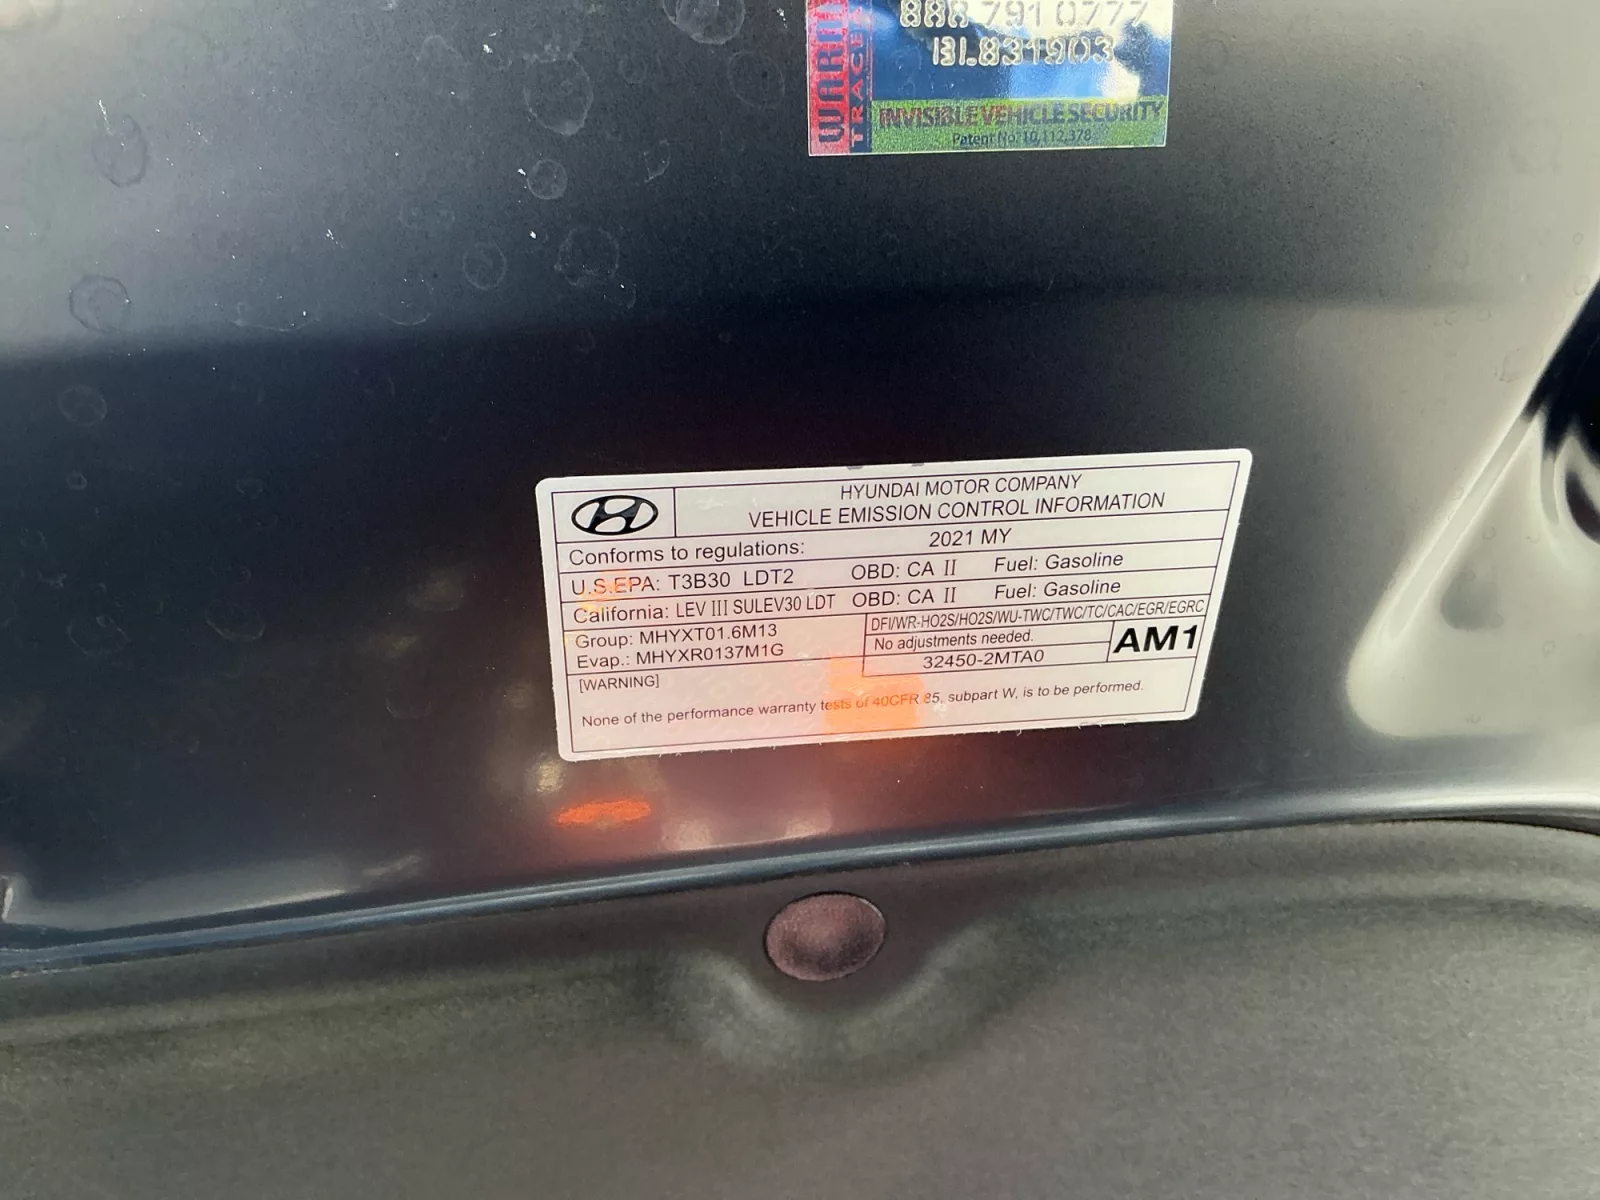 888 791 0777
BL831903
TRACER
INVISIBLE VEHICLE SECURITY
Patent No. 10,112,378
HYUNDAI MOTOR COMPANY
VEHICLE EMISSION CONTROL INFORMATION
Conforms to regulations: 2021 MY
U.S.EPA: T3B30 LDT2 OBD: CA II Fuel: Gasoline
California: LEV III SULEV30 LDT OBD: CA II Fuel: Gasoline
Group: MHYXT01.6M13
Evap.: MHYXR0137M1G
DFI/WR-HO2S/HO2S/WU-TWC/TWC/TC/CAC/EGR/EGRC
No adjustments needed.
32450-2MTA0
AM1
[WARNING]
None of the performance warranty tests of 40CFR 85, subpart W, is to be performed.